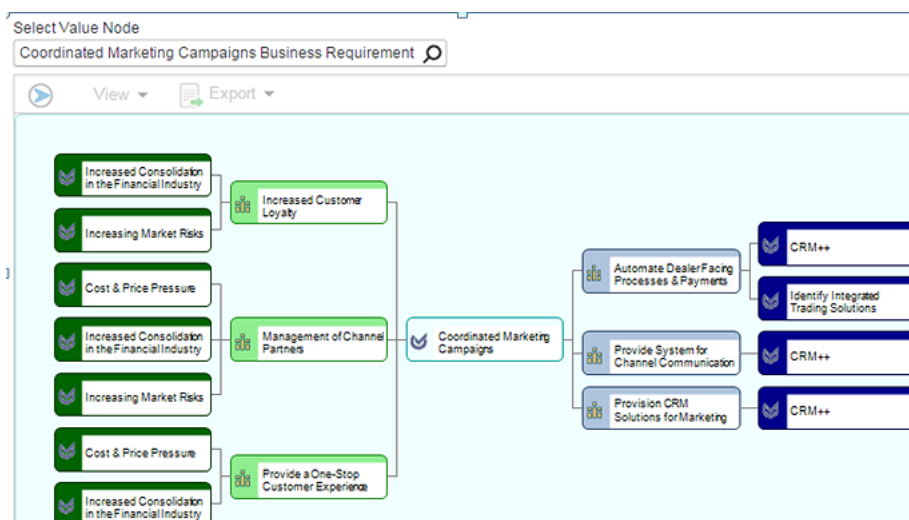 Select Value Node
Coordinated Marketing Campaigns Business Requirement
View
Export
Increased Consolidation
in the Financial Industry
Increasing Market Risks
Increased Customer
Loyalty
Cost & Price Pressure
Increased Consolidation
in the Financial Industry
Increasing Market Risks
Management of Channel
Partners
Cost & Price Pressure
Increased Consolidation
in the Financial Industry
Provide a One-Stop
Customer Experience
Coordinated Marketing
Campaigns
Automate Dealer Facing
Processes & Payments
CRM++
Identify Integrated
Trading Solutions
Provide System for
Channel Communication
CRM++
Provision CRM
Solutions for Marketing
CRM++